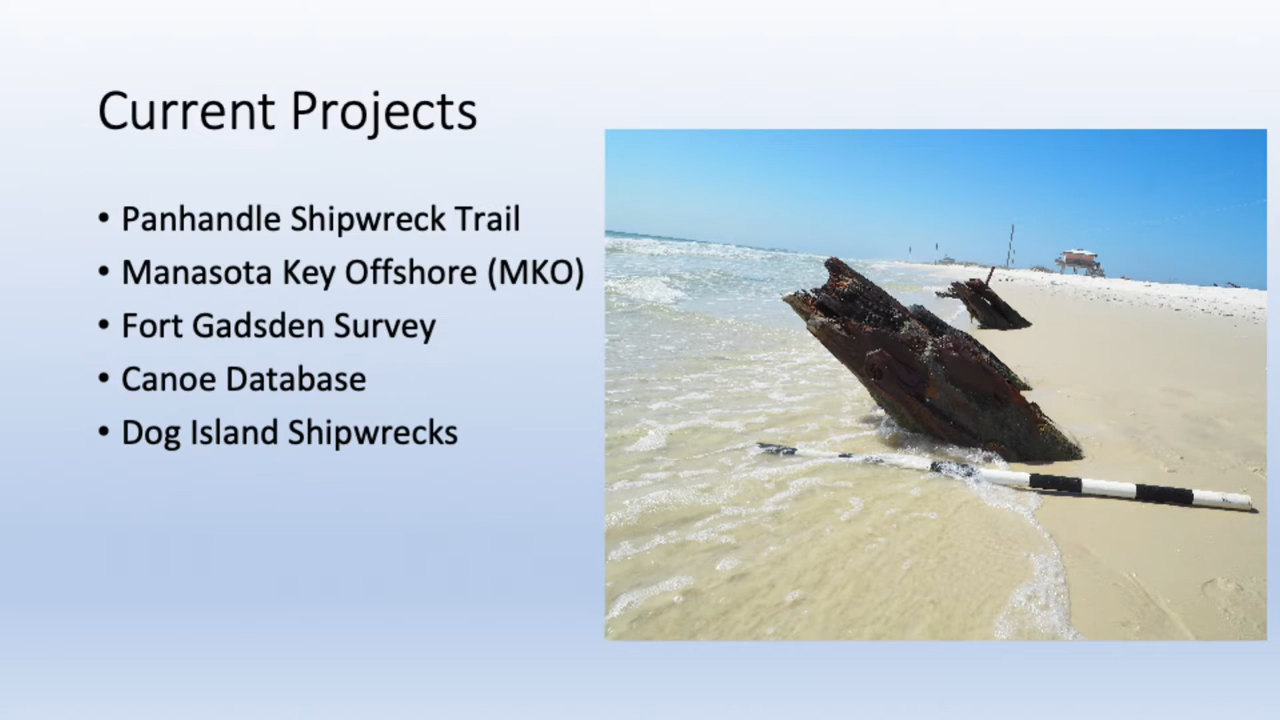 Current Projects
• Panhandle Shipwreck Trail
• Manasota Key Offshore (MKO)
• Fort Gadsden Survey
• Canoe Database
• Dog Island Shipwrecks